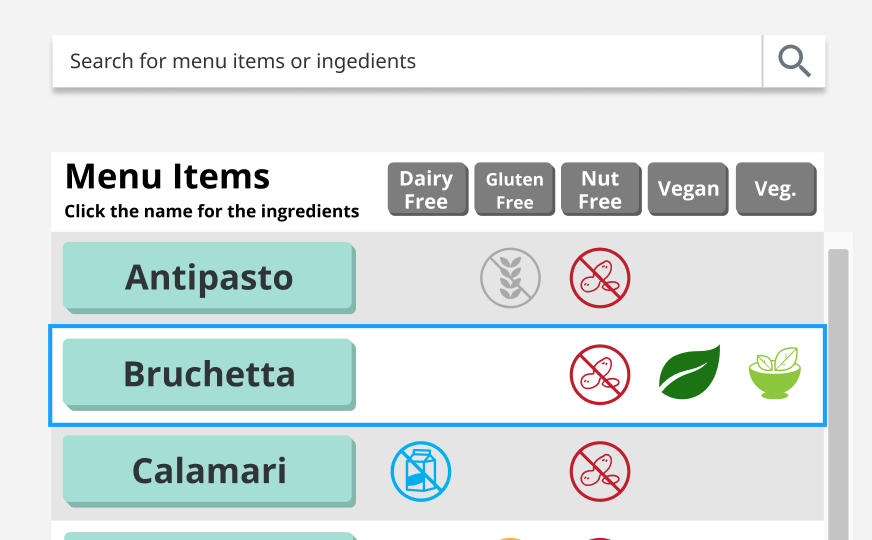 Search for menu items or ingedients
Menu Items
Click the name for the ingredients
Dairy
Free
Gluten
Free
Nut
Free
Vegan
Veg.
Antipasto
Bruchetta
Calamari